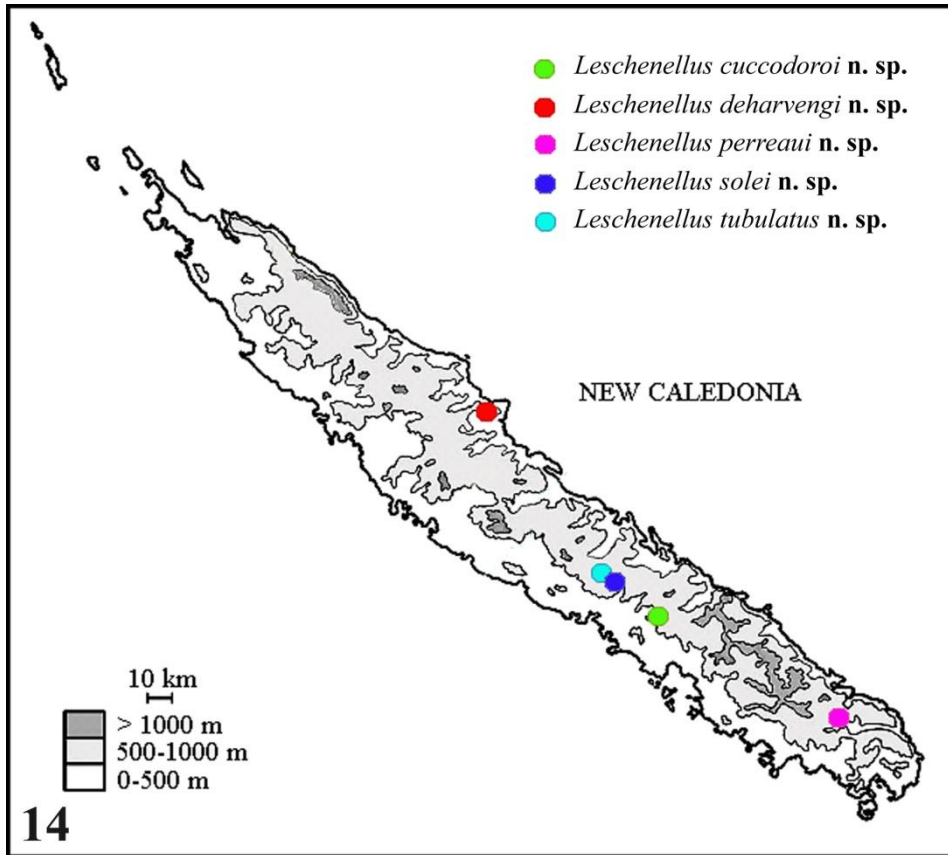 Leschenellus cuccodoroi n. sp.
Leschenellus deharvengi n. sp.
Leschenellus perreaui n. sp.
Leschenellus solei n. sp.
Leschenellus tubulatus n. sp.
NEW CALEDONIA
10 km
> 1000 m
500-1000 m
0-500 m
14